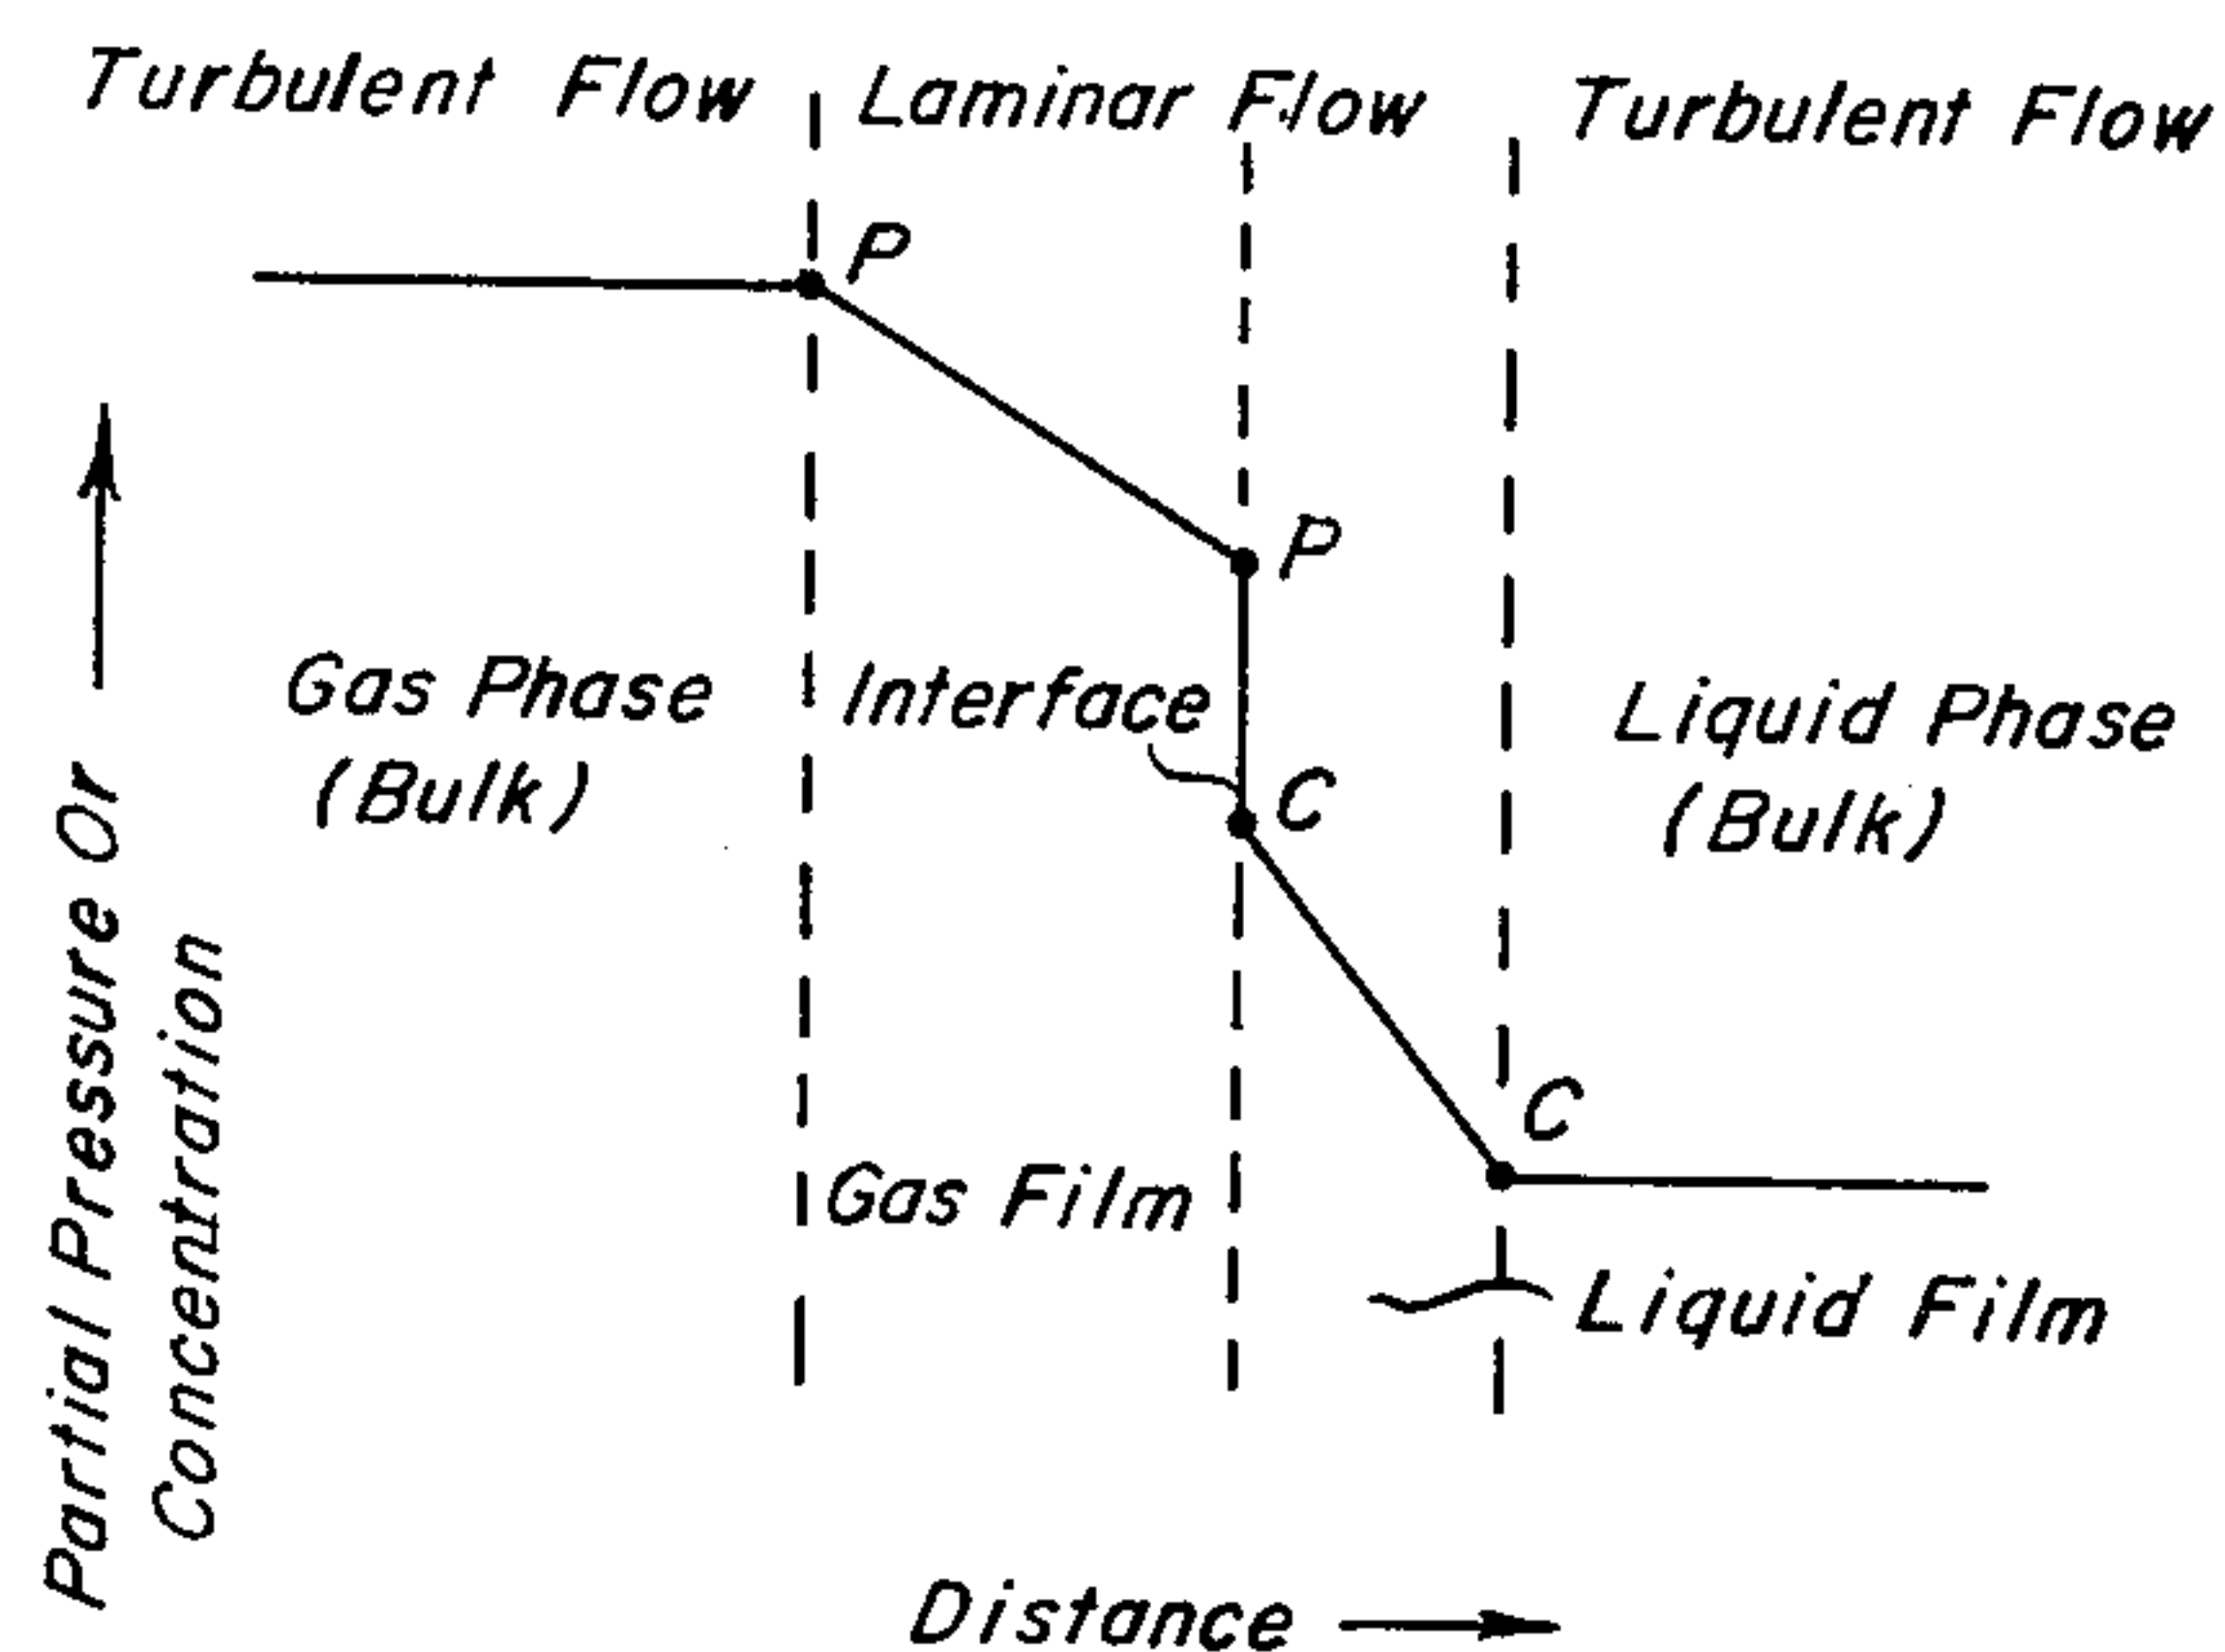 Turbulent Flow
Laminar Flow
Turbulent Flow
P
P
Gas Phase
(Bulk)
Interface
C
Liquid Phase
(Bulk)
C
Gas Film
Liquid Film
Partial Pressure Or
Concentration
Distance